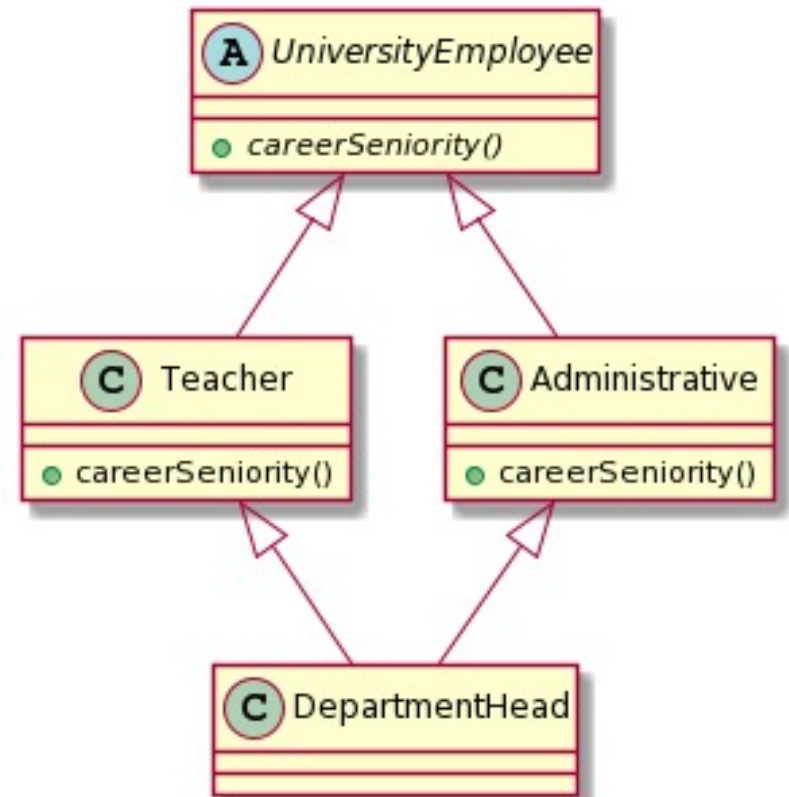 A UniversityEmployee
careerSeniority()
C Teacher
careerSeniority()
C Administrative
careerSeniority()
C DepartmentHead